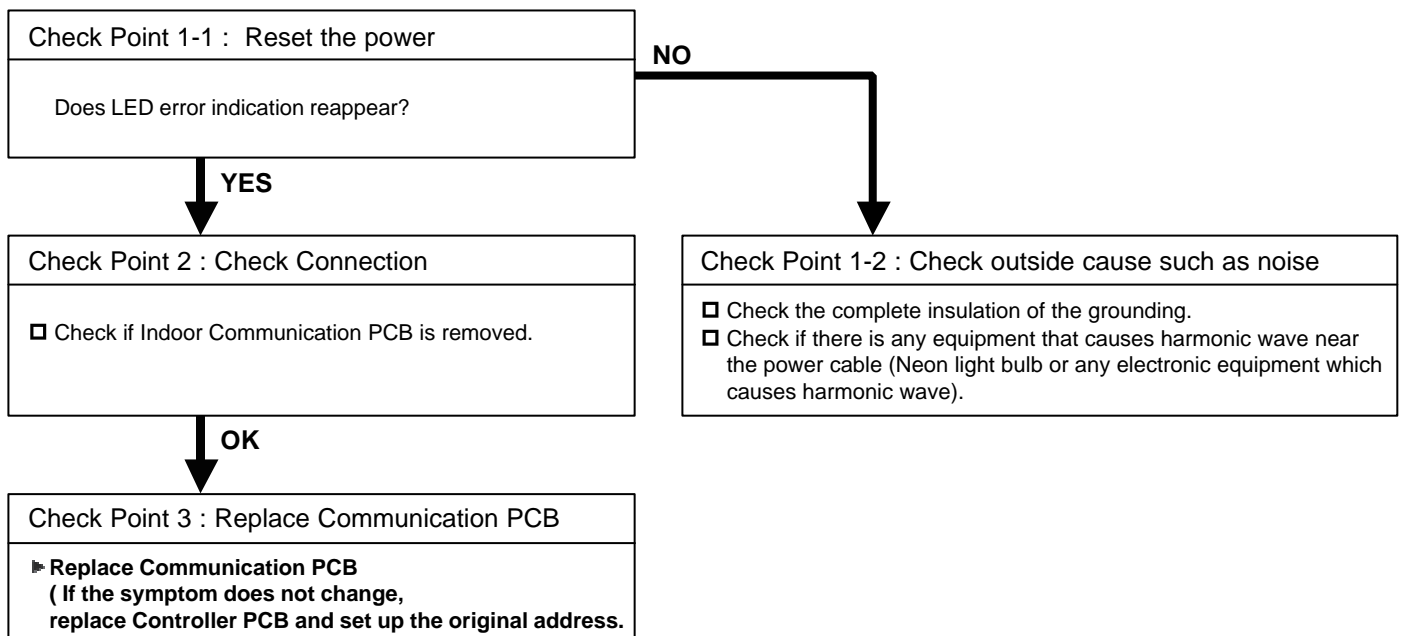 Check Point 1-1 : Reset the power
Does LED error indication reappear?
NO
YES
Check Point 2 : Check Connection
☐ Check if Indoor Communication PCB is removed.
Check Point 1-2 : Check outside cause such as noise
☐ Check the complete insulation of the grounding.
☐ Check if there is any equipment that causes harmonic wave near
the power cable (Neon light bulb or any electronic equipment which
causes harmonic wave).
OK
Check Point 3 : Replace Communication PCB
▶ Replace Communication PCB
( If the symptom does not change,
replace Controller PCB and set up the original address.